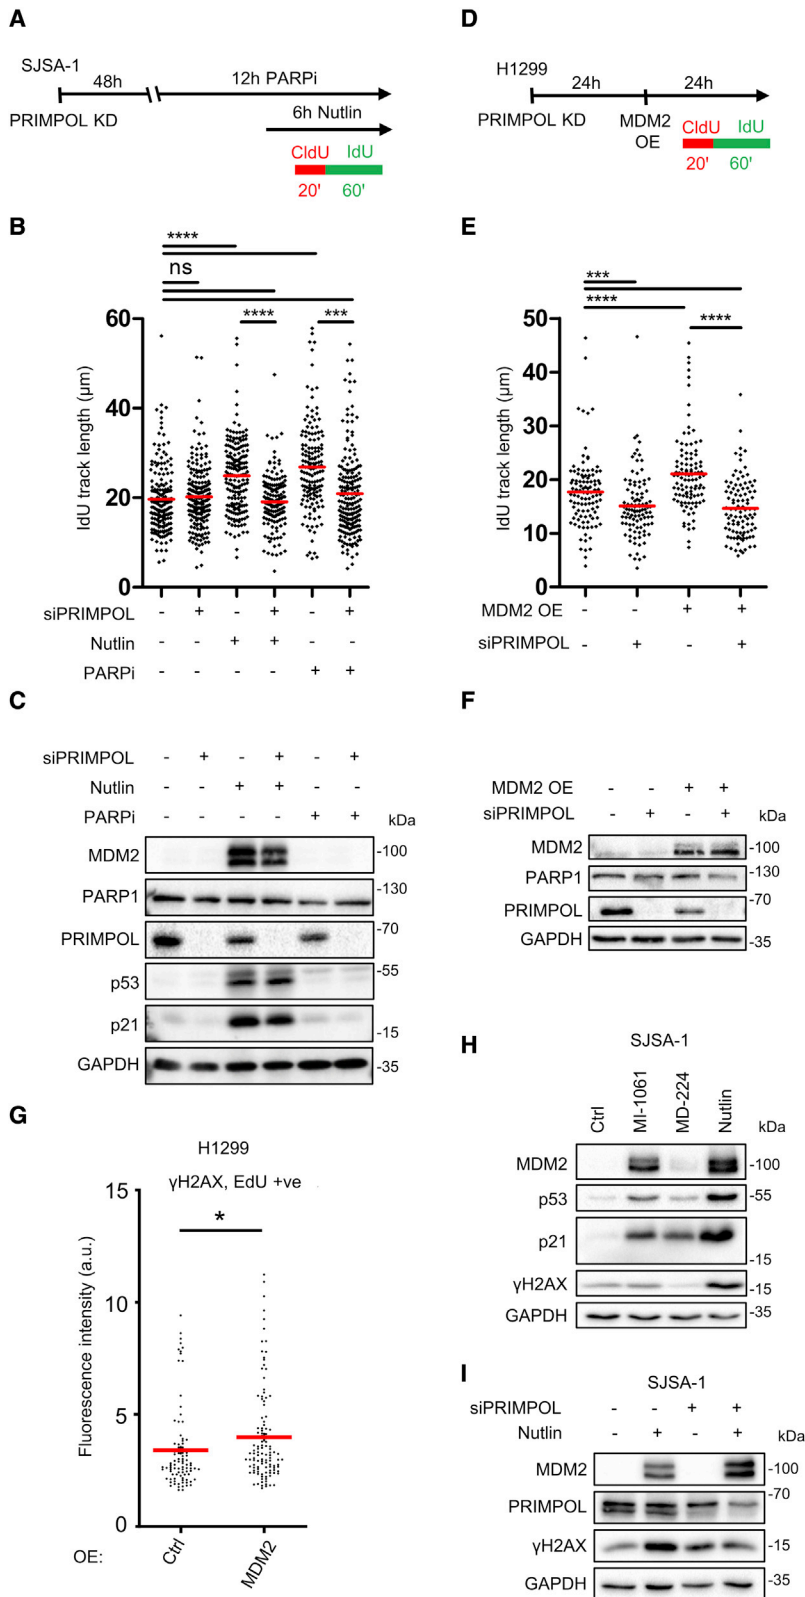 A
SJSA-1
48h
12h PARPi
PRIMPOL KD
6h Nutlin
CldU IdU
20' 60'
B
****
ns
**** ***
60
40
20
0
IdU track length (µm)
siPRIMPOL - + - + - +
Nutlin - - + + - -
PARPi - - - - + +
C
siPRIMPOL - + - + - +
Nutlin - - + + - -
PARPi - - - - + + kDa
MDM2 -100
PARP1 -130
PRIMPOL -70
p53 -55
p21 -15
GAPDH -35
D
H1299
24h 24h
PRIMPOL KD MDM2
OE
CldU IdU
20' 60'
E
***
****
****
50
40
30
20
10
0
IdU track length (µm)
MDM2 OE - - + +
siPRIMPOL - + - +
F
MDM2 OE - - + +
siPRIMPOL - + - + kDa
MDM2 -100
PARP1 -130
PRIMPOL -70
GAPDH -35
G
H1299
γH2AX, EdU +ve
*
15
10
5
0
Fluorescence intensity (a.u.)
OE: Ctrl MDM2
H
SJSA-1
Ctrl MI-1061 MD-224 Nutlin kDa
MDM2 -100
p53 -55
p21 -15
γH2AX -15
GAPDH -35
I
SJSA-1
siPRIMPOL - - + +
Nutlin - + - + kDa
MDM2 -100
PRIMPOL -70
γH2AX -15
GAPDH -35